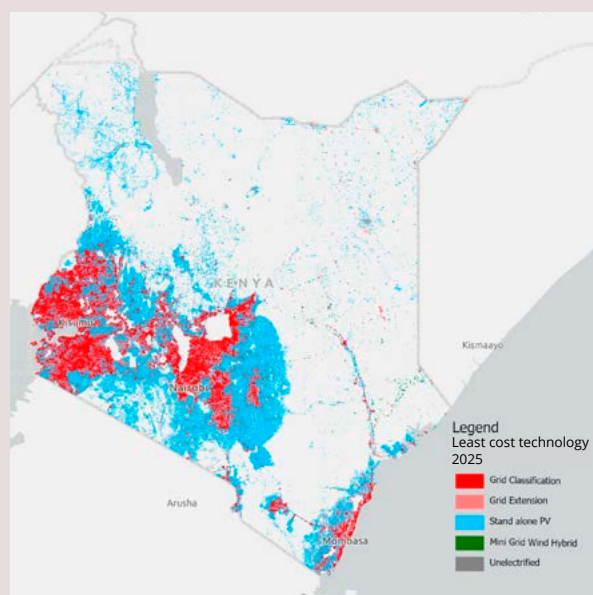 KENYA
Kisumu
Nairobi
Kismaayo
Arusha
Mombasa
Legend
Least cost technology
2025
Grid Classification
Grid Extension
Stand alone PV
Mini Grid Wind Hybrid
Unelectrified